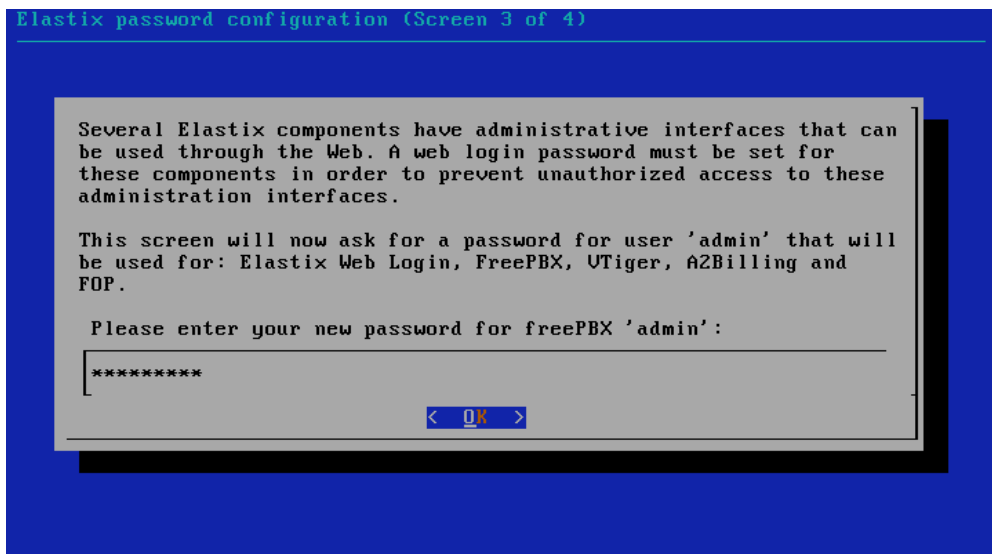 Elastix password configuration (Screen 3 of 4)
Several Elastix components have administrative interfaces that can
be used through the Web. A web login password must be set for
these components in order to prevent unauthorized access to these
administration interfaces.
This screen will now ask for a password for user 'admin' that will
be used for: Elastix Web Login, FreePBX, VTiger, A2Billing and
FOP.
Please enter your new password for freePBX 'admin':
*********
< OK >